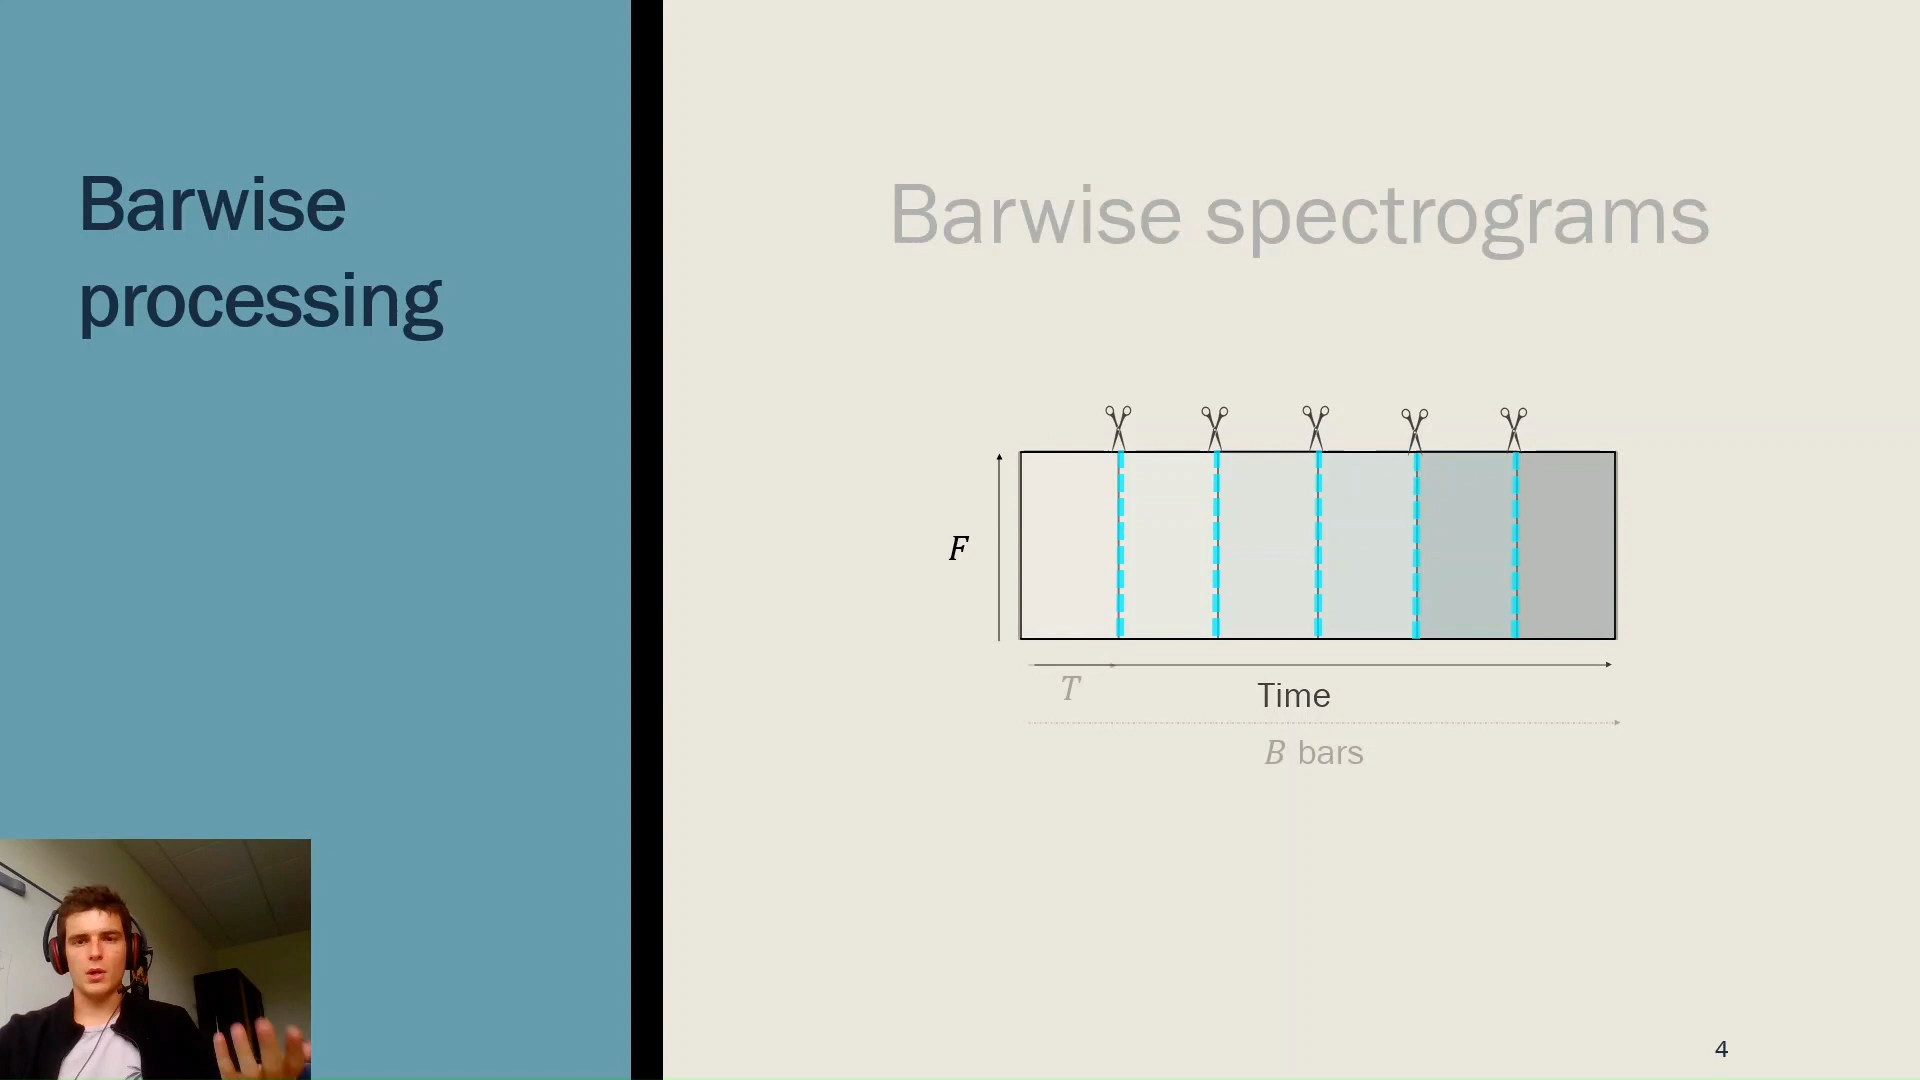 Barwise
processing
Barwise spectrograms
F
T
Time
B bars
4